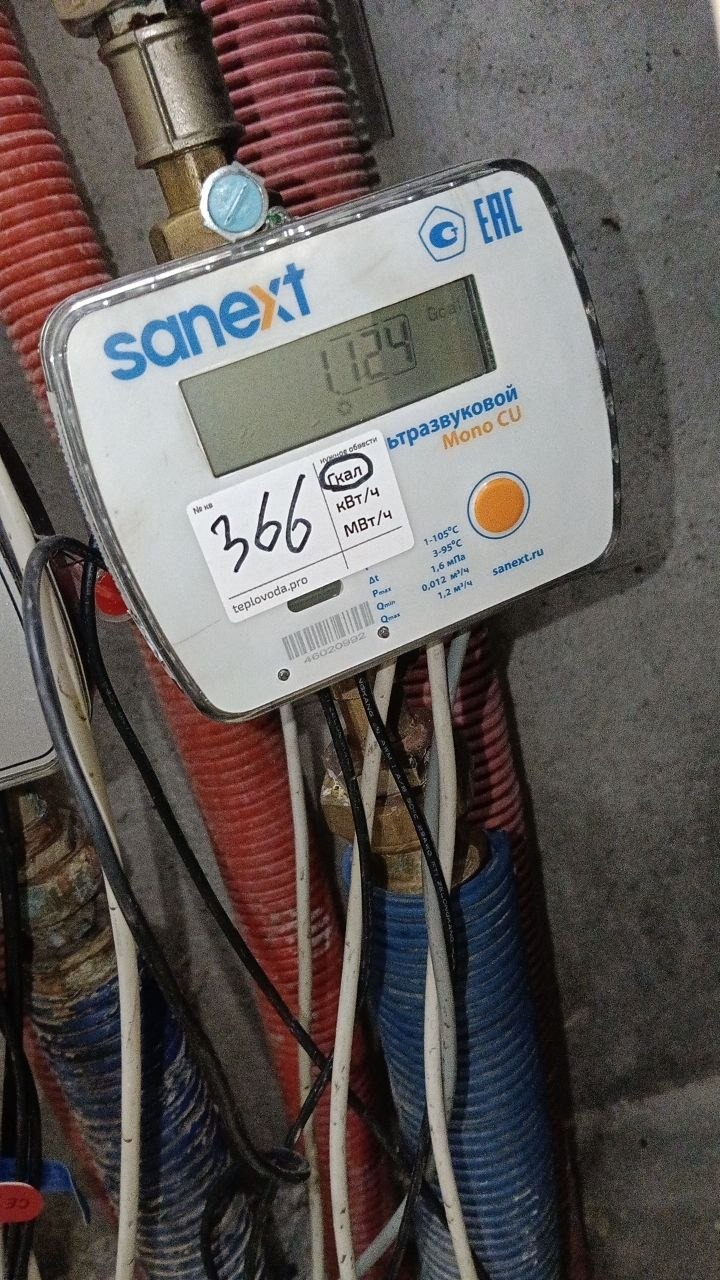 EAC
sanext
1.124 Gcal
ьтразвуковой
Mono CU
№ кв
нужное обвести
366
Гкал
кВт/ч
МВт/ч
teplovoda.pro
1-105°C
Δt 3-95°C
Pmax 1,6 мПа
Qmin 0,012 м³/ч
Qmax 1,2 м³/ч
sanext.ru
46020992